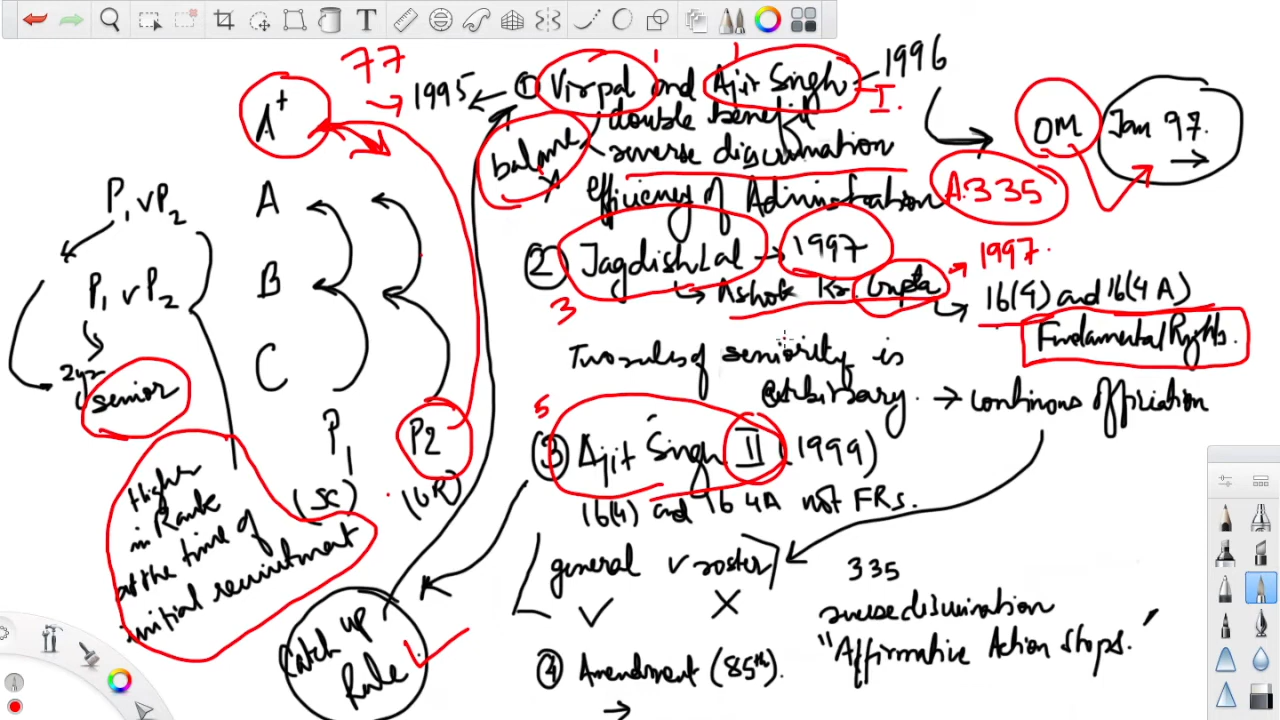 77
A+
1995 ← ① Virpal and Ajit Singh - 1996
I.
balance
double benefit
reverse discrimination
efficiency of Administration
A.335
OM
Jan 97.
P1 v P2
A
P1 v P2
B
2yr
senior
C
P1
P2
(SC)
(GR)
Higher
in Rank
at the time of
initial recruitment
Catch up
Rule
② Jagdish Lal → 1997
3
Ashok Kr. Gupta
1997.
16(4) and 16(4A)
Fundamental Rights.
Two rules of seniority is
arbitrary. → continous officiation
5
③ Ajit Singh II (1999)
16(4) and 16 4A not FRs.
general v roster
✓ X
335
reverse discrimination
"Affirmative Action Stops."
④ Amendment (85th).
→